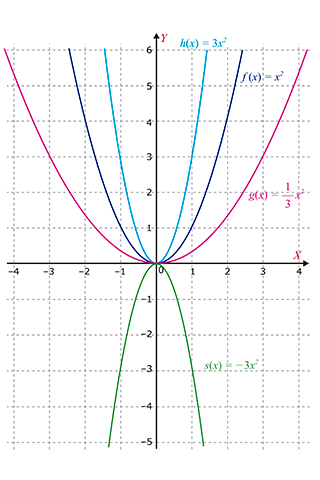 Y
6
h(x) = 3x²
5
f(x) = x²
4
3
2
g(x) = 1/3 x²
1
X
−4 −3 −2 −1 0 1 2 3 4
−1
−2
s(x) = −3x²
−3
−4
−5